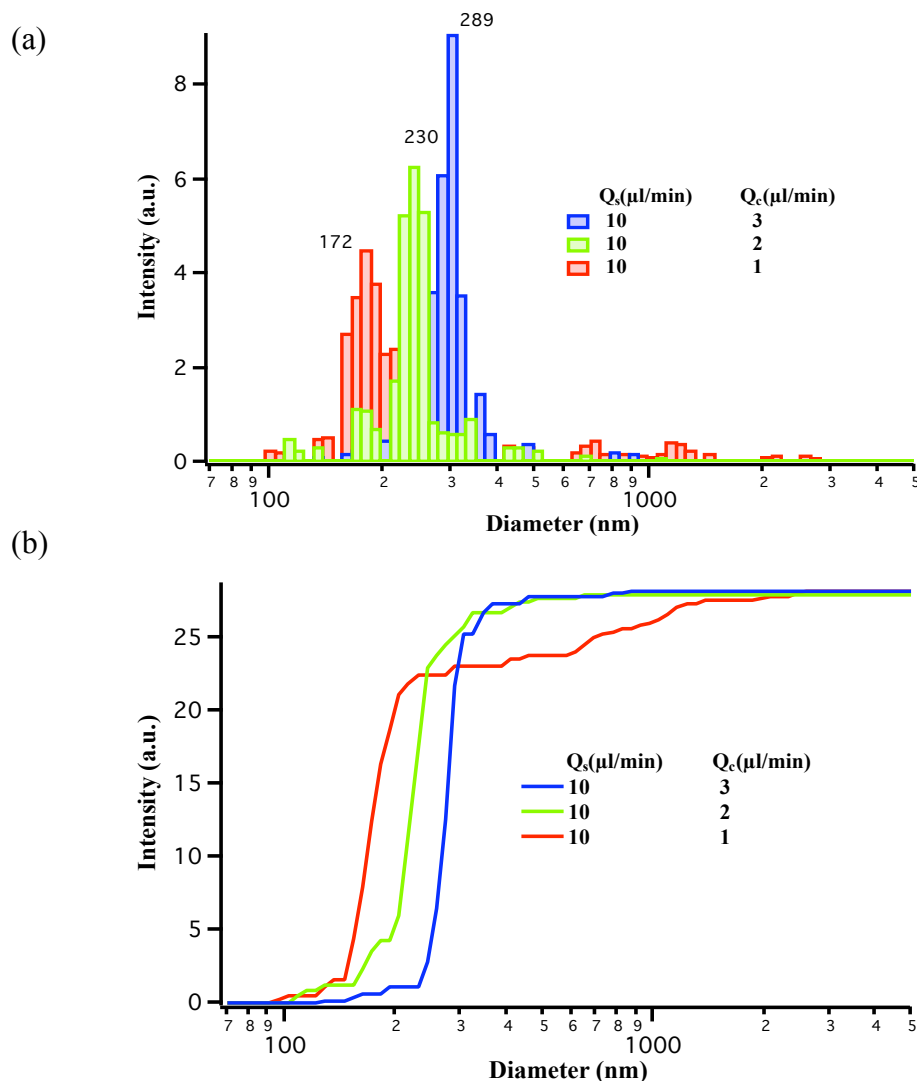 (a)
289
8
230
6
Qs(µl/min) Qc(µl/min)
10 3
10 2
172
10 1
4
2
0
Intensity (a.u.)
7 8 9 100 2 3 4 5 6 7 8 9 1000 2 3 4 5
Diameter (nm)
(b)
25
20
Qs(µl/min) Qc(µl/min)
10 3
15
10 2
10 1
10
5
0
Intensity (a.u.)
7 8 9 100 2 3 4 5 6 7 8 9 1000 2 3 4 5
Diameter (nm)